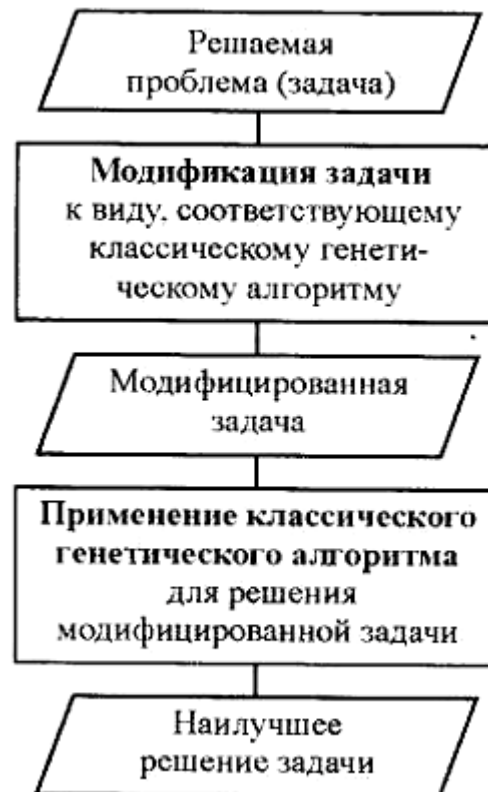 Решаемая
проблема (задача)
Модификация задачи
к виду, соответствующему
классическому генети-
ческому алгоритму
Модифицированная
задача
Применение классического
генетического алгоритма
для решения
модифицированной задачи
Наилучшее
решение задачи